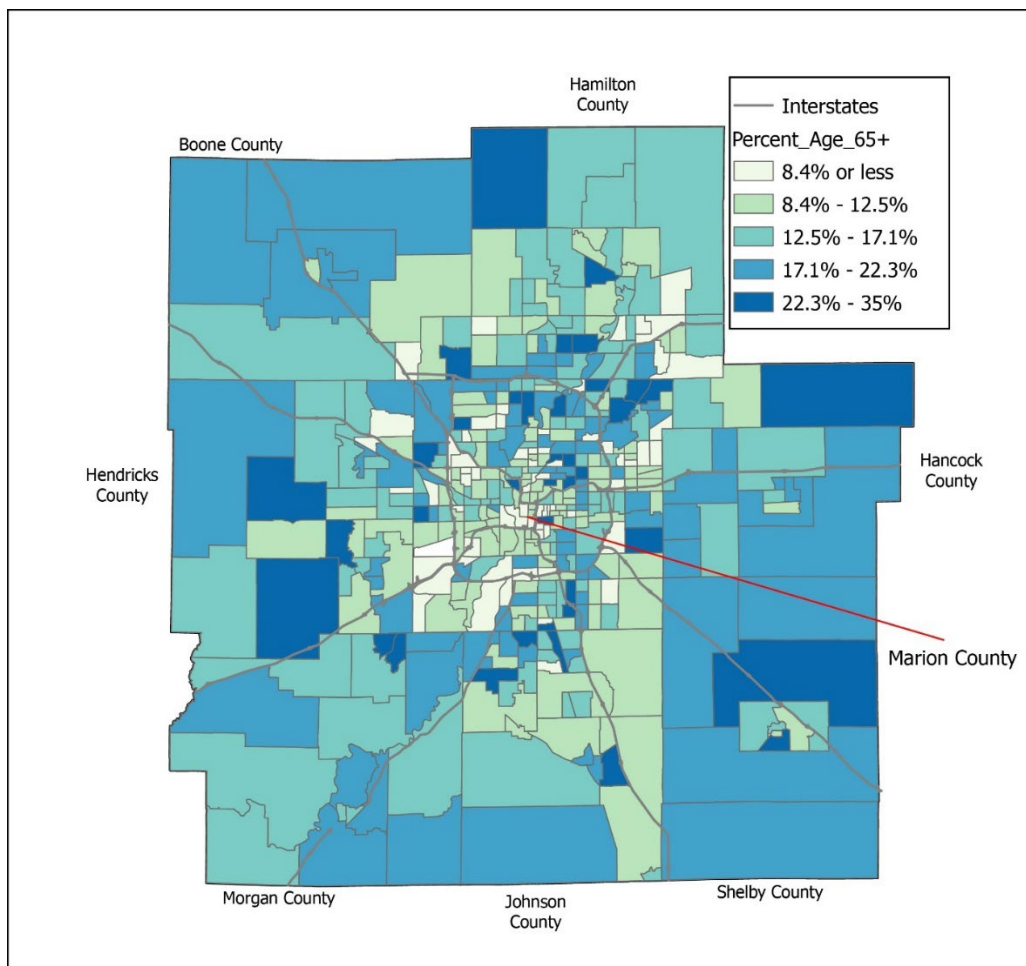 Hamilton
County
Boone County
Interstates
Percent_Age_65+
8.4% or less
8.4% - 12.5%
12.5% - 17.1%
17.1% - 22.3%
22.3% - 35%
Hendricks
County
Hancock
County
Marion County
Morgan County
Johnson
County
Shelby County